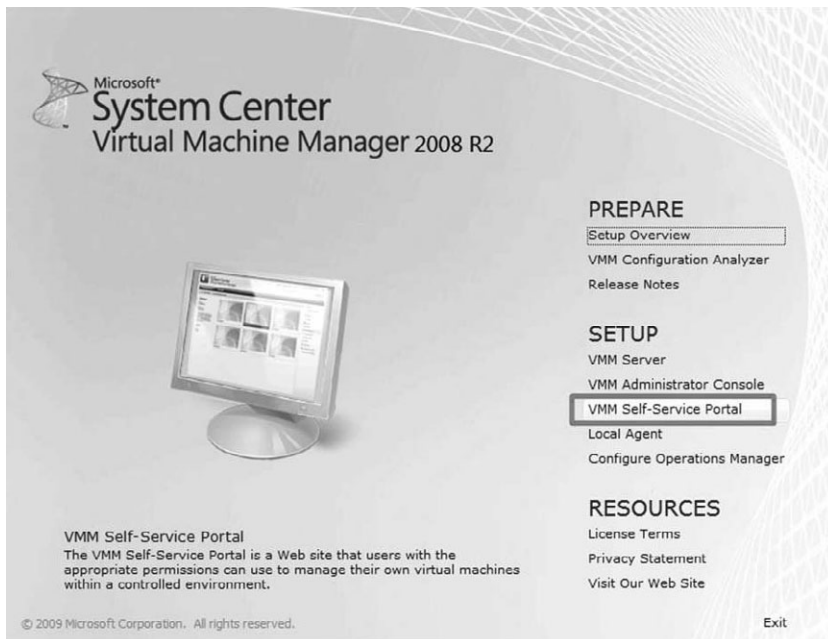 Microsoft®
System Center
Virtual Machine Manager 2008 R2
PREPARE
Setup Overview
VMM Configuration Analyzer
Release Notes
SETUP
VMM Server
VMM Administrator Console
VMM Self-Service Portal
Local Agent
Configure Operations Manager
RESOURCES
License Terms
Privacy Statement
Visit Our Web Site
VMM Self-Service Portal
The VMM Self-Service Portal is a Web site that users with the
appropriate permissions can use to manage their own virtual machines
within a controlled environment.
© 2009 Microsoft Corporation. All rights reserved.
Exit